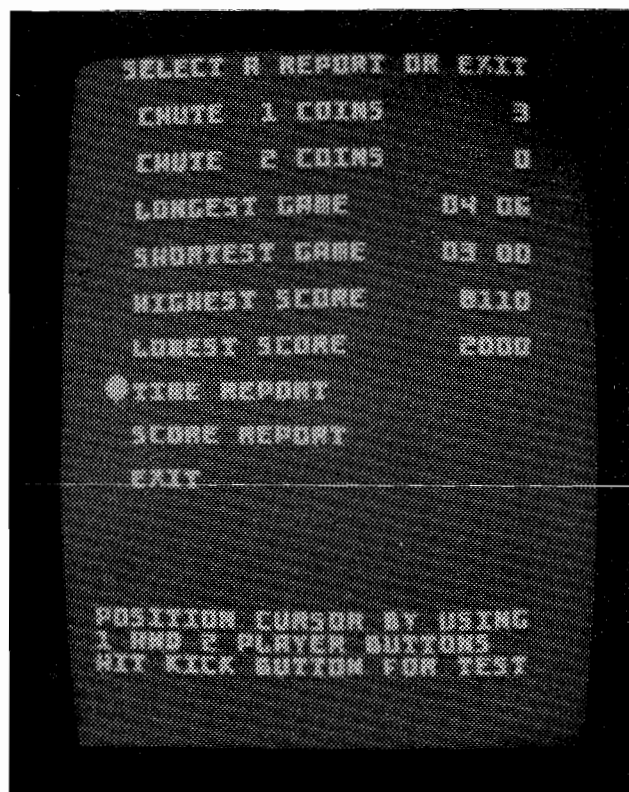 SELECT A REPORT OR EXIT
CHUTE 1 COINS 3
CHUTE 2 COINS 0
LONGEST GAME 04 06
SHORTEST GAME 03 00
HIGHEST SCORE 8110
LOWEST SCORE 2000
TIME REPORT
SCORE REPORT
EXIT
POSITION CURSOR BY USING
1 AND 2 PLAYER BUTTONS
HIT KICK BUTTON FOR TEST